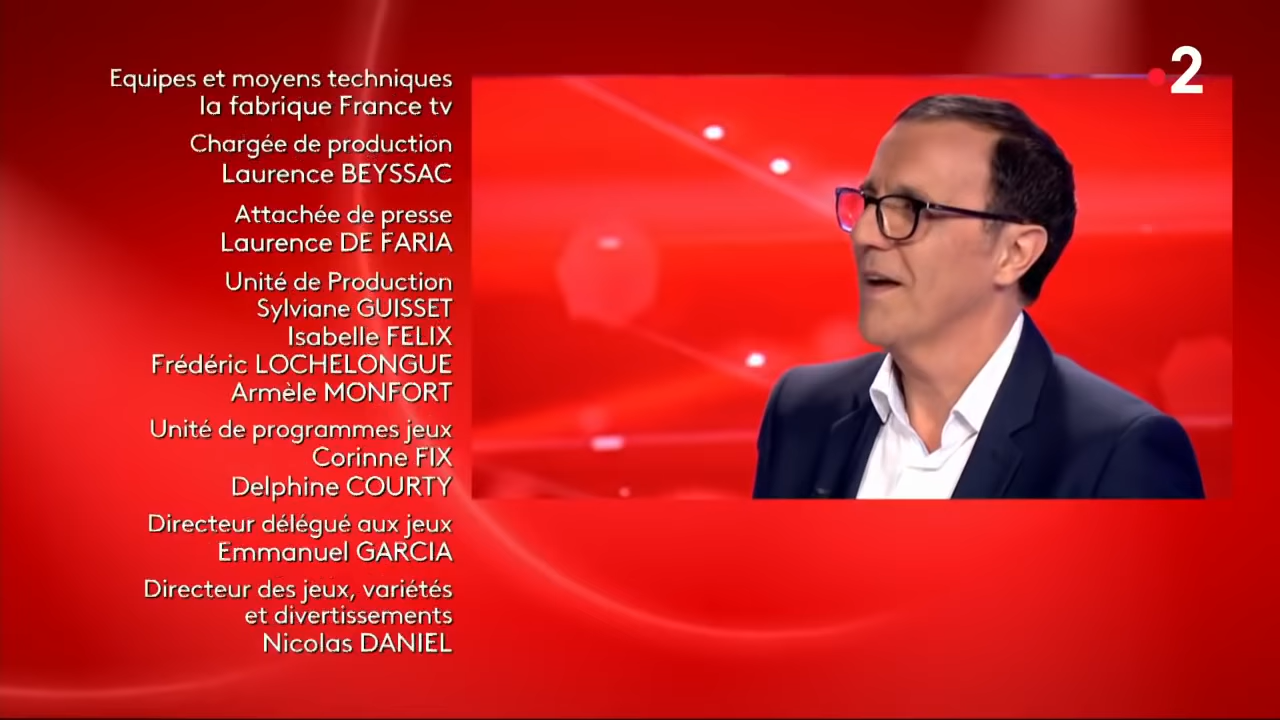 2
Equipes et moyens techniques
la fabrique France tv
Chargée de production
Laurence BEYSSAC
Attachée de presse
Laurence DE FARIA
Unité de Production
Sylviane GUISSET
Isabelle FELIX
Frédéric LOCHELONGUE
Armèle MONFORT
Unité de programmes jeux
Corinne FIX
Delphine COURTY
Directeur délégué aux jeux
Emmanuel GARCIA
Directeur des jeux, variétés
et divertissements
Nicolas DANIEL